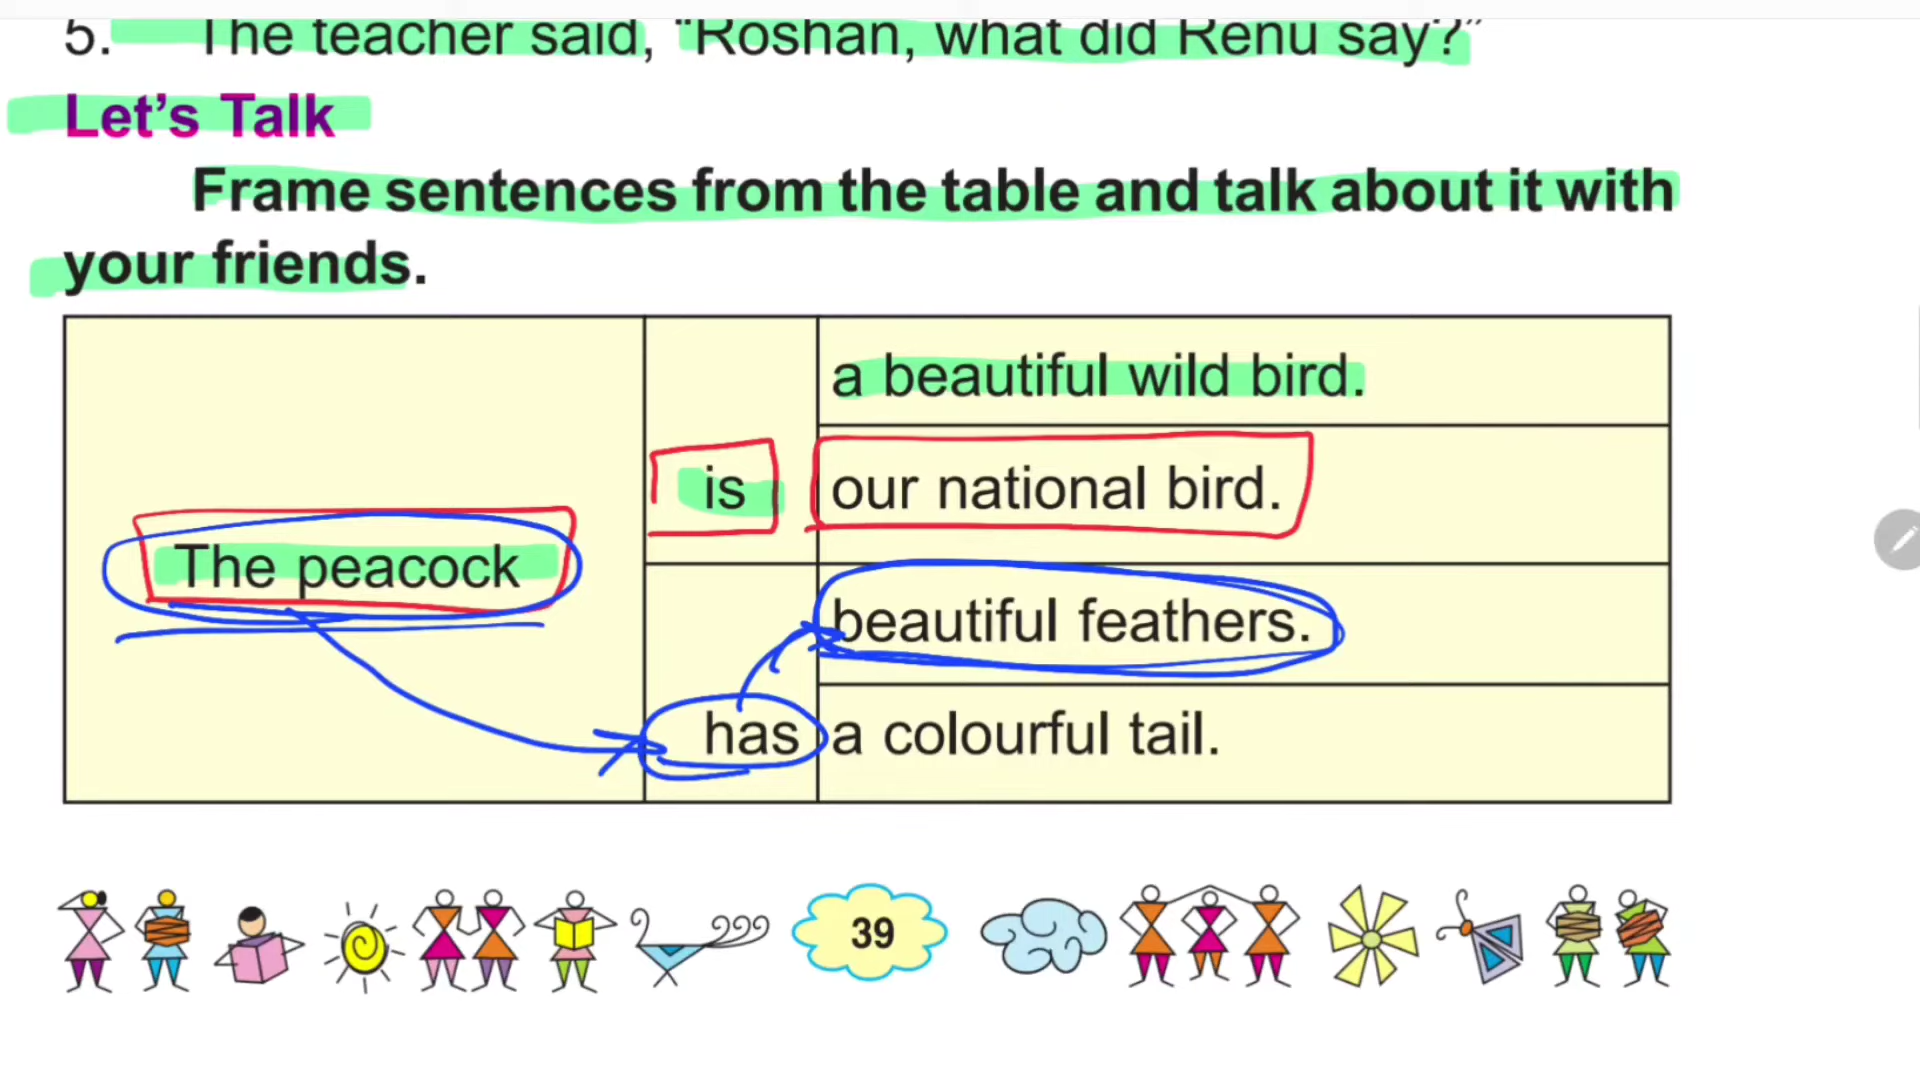 5. The teacher said, “Roshan, what did Renu say?”
Let’s Talk
Frame sentences from the table and talk about it with
your friends.
a beautiful wild bird.
is our national bird.
The peacock
beautiful feathers.
has a colourful tail.
39